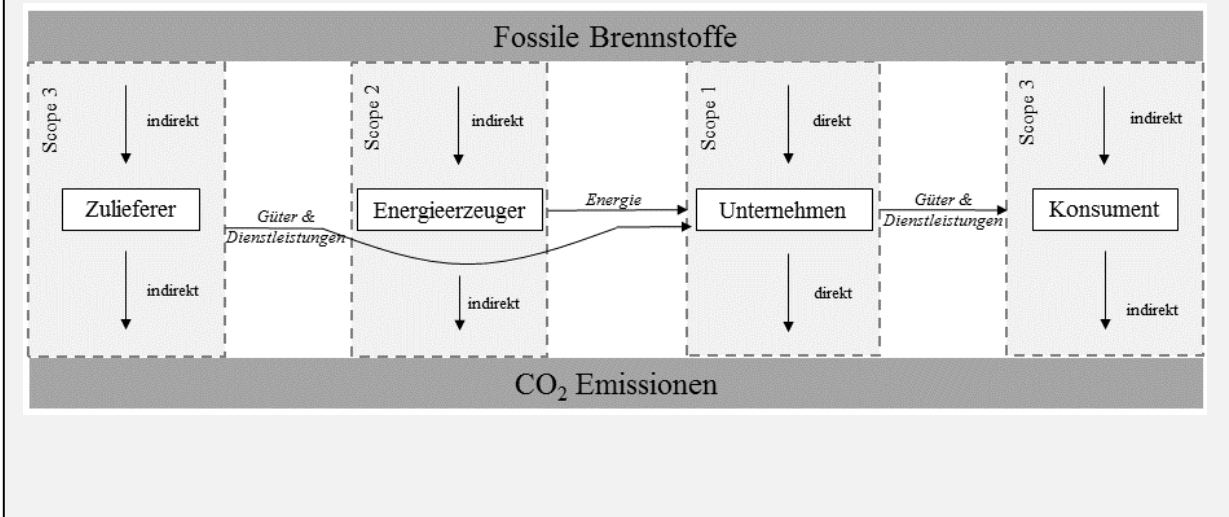 Fossile Brennstoffe
Scope 3
indirekt
Zulieferer
indirekt
Güter &
Dienstleistungen
Scope 2
indirekt
Energieerzeuger
indirekt
Energie
Scope 1
direkt
Unternehmen
direkt
Güter &
Dienstleistungen
Scope 3
indirekt
Konsument
indirekt
CO₂ Emissionen